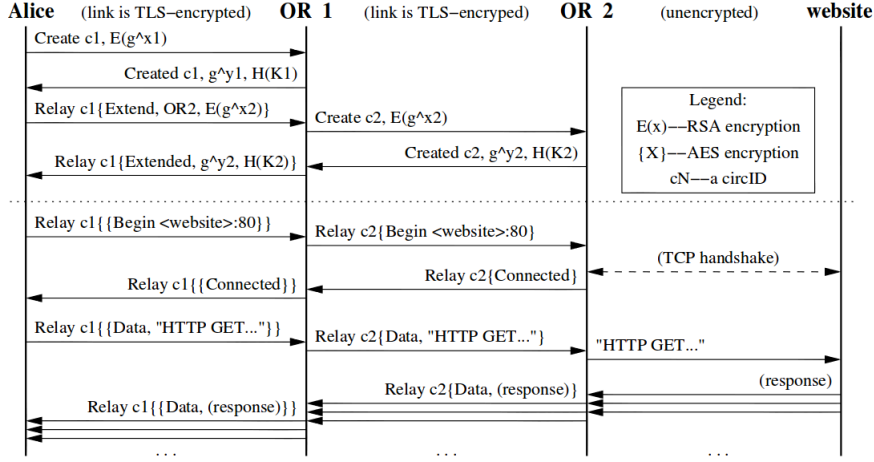 Alice (link is TLS−encrypted) OR 1 (link is TLS−encryped) OR 2 (unencrypted) website
Create c1, E(g^x1)
Created c1, g^y1, H(K1)
Relay c1{Extend, OR2, E(g^x2)}
Create c2, E(g^x2)
Created c2, g^y2, H(K2)
Relay c1{Extended, g^y2, H(K2)}
Legend:
E(x)−−RSA encryption
{X}−−AES encryption
cN−−a circID
Relay c1{{Begin <website>:80}}
Relay c2{Begin <website>:80}
(TCP handshake)
Relay c2{Connected}
Relay c1{{Connected}}
Relay c1{{Data, "HTTP GET..."}}
Relay c2{Data, "HTTP GET..."}
"HTTP GET..."
(response)
Relay c2{Data, (response)}
Relay c1{{Data, (response)}}
. . . . . . . . .